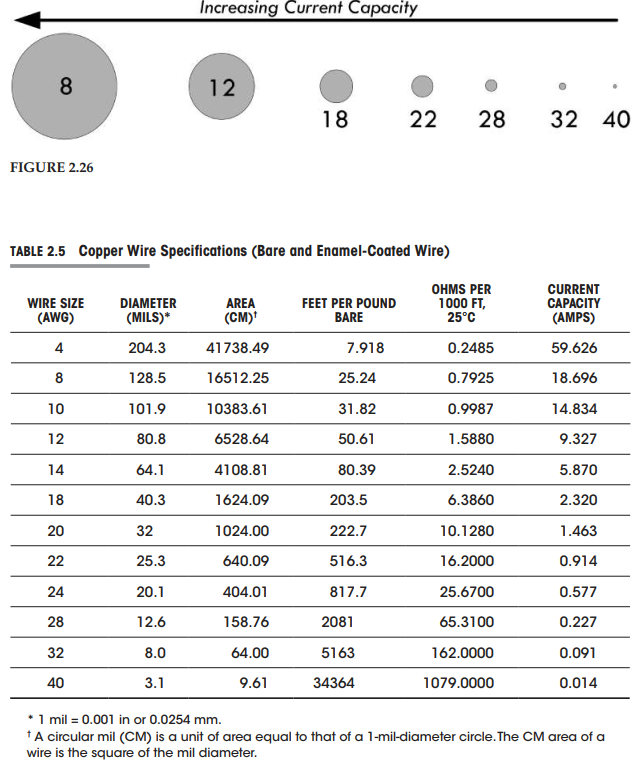 Increasing Current Capacity
8
12
18 22 28 32 40
FIGURE 2.26
TABLE 2.5 Copper Wire Specifications (Bare and Enamel-Coated Wire)
WIRE SIZE (AWG) DIAMETER (MILS)* AREA (CM)† FEET PER POUND BARE OHMS PER 1000 FT, 25°C CURRENT CAPACITY (AMPS)
4 204.3 41738.49 7.918 0.2485 59.626
8 128.5 16512.25 25.24 0.7925 18.696
10 101.9 10383.61 31.82 0.9987 14.834
12 80.8 6528.64 50.61 1.5880 9.327
14 64.1 4108.81 80.39 2.5240 5.870
18 40.3 1624.09 203.5 6.3860 2.320
20 32 1024.00 222.7 10.1280 1.463
22 25.3 640.09 516.3 16.2000 0.914
24 20.1 404.01 817.7 25.6700 0.577
28 12.6 158.76 2081 65.3100 0.227
32 8.0 64.00 5163 162.0000 0.091
40 3.1 9.61 34364 1079.0000 0.014
* 1 mil = 0.001 in or 0.0254 mm.
† A circular mil (CM) is a unit of area equal to that of a 1-mil-diameter circle.The CM area of a
wire is the square of the mil diameter.